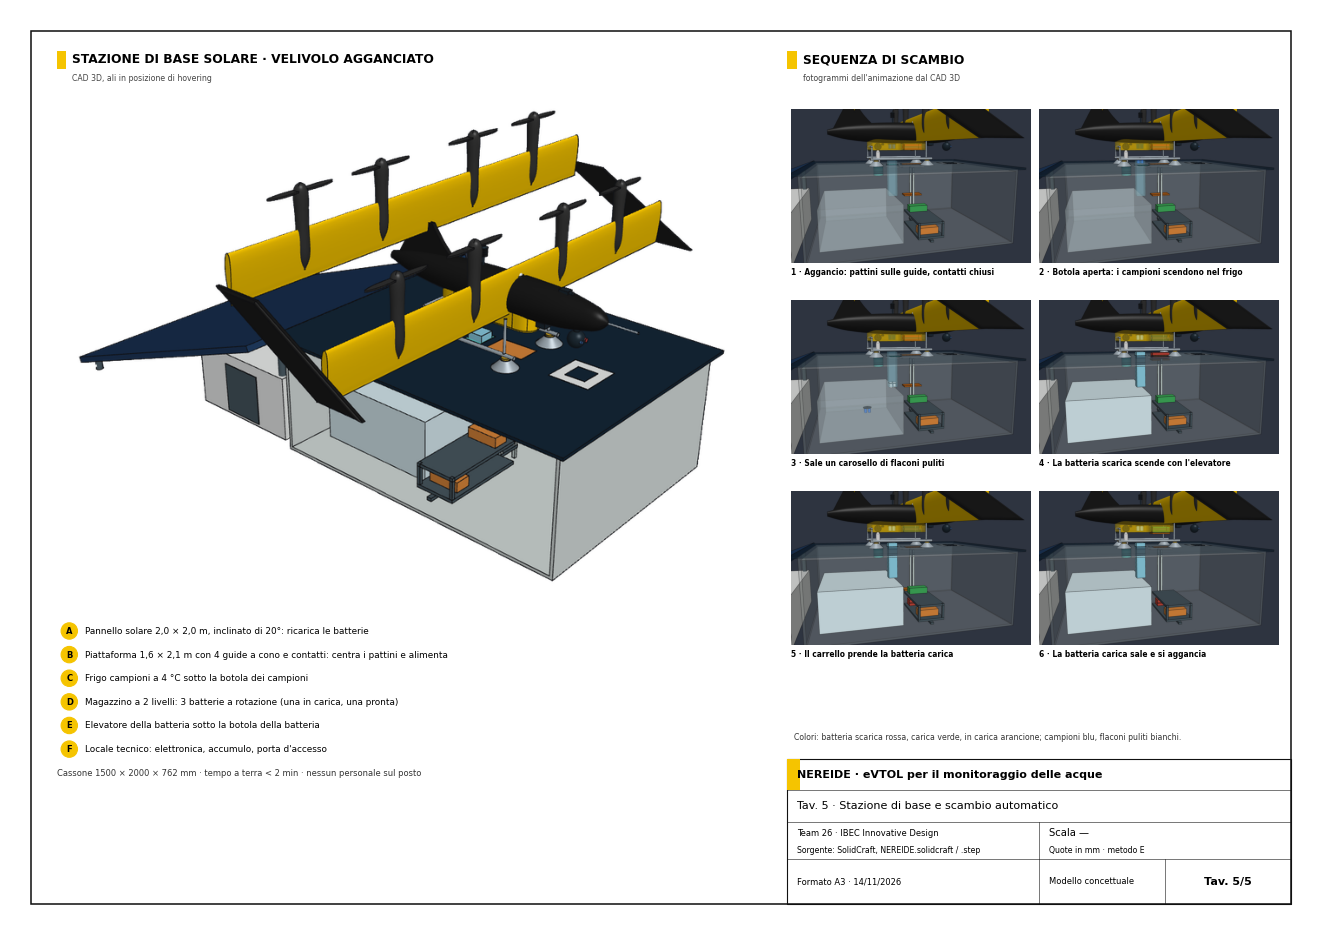 STAZIONE DI BASE SOLARE · VELIVOLO AGGANCIATO
CAD 3D, ali in posizione di hovering
A Pannello solare 2,0 × 2,0 m, inclinato di 20°: ricarica le batterie
B Piattaforma 1,6 × 2,1 m con 4 guide a cono e contatti: centra i pattini e alimenta
C Frigo campioni a 4 °C sotto la botola dei campioni
D Magazzino a 2 livelli: 3 batterie a rotazione (una in carica, una pronta)
E Elevatore della batteria sotto la botola della batteria
F Locale tecnico: elettronica, accumulo, porta d'accesso
Cassone 1500 × 2000 × 762 mm · tempo a terra < 2 min · nessun personale sul posto
SEQUENZA DI SCAMBIO
fotogrammi dell'animazione dal CAD 3D
1 · Aggancio: pattini sulle guide, contatti chiusi
2 · Botola aperta: i campioni scendono nel frigo
3 · Sale un carosello di flaconi puliti
4 · La batteria scarica scende con l'elevatore
5 · Il carrello prende la batteria carica
6 · La batteria carica sale e si aggancia
Colori: batteria scarica rossa, carica verde, in carica arancione; campioni blu, flaconi puliti bianchi.
NEREIDE · eVTOL per il monitoraggio delle acque
Tav. 5 · Stazione di base e scambio automatico
Team 26 · IBEC Innovative Design
Sorgente: SolidCraft, NEREIDE.solidcraft / .step
Scala —
Quote in mm · metodo E
Formato A3 · 14/11/2026
Modello concettuale
Tav. 5/5